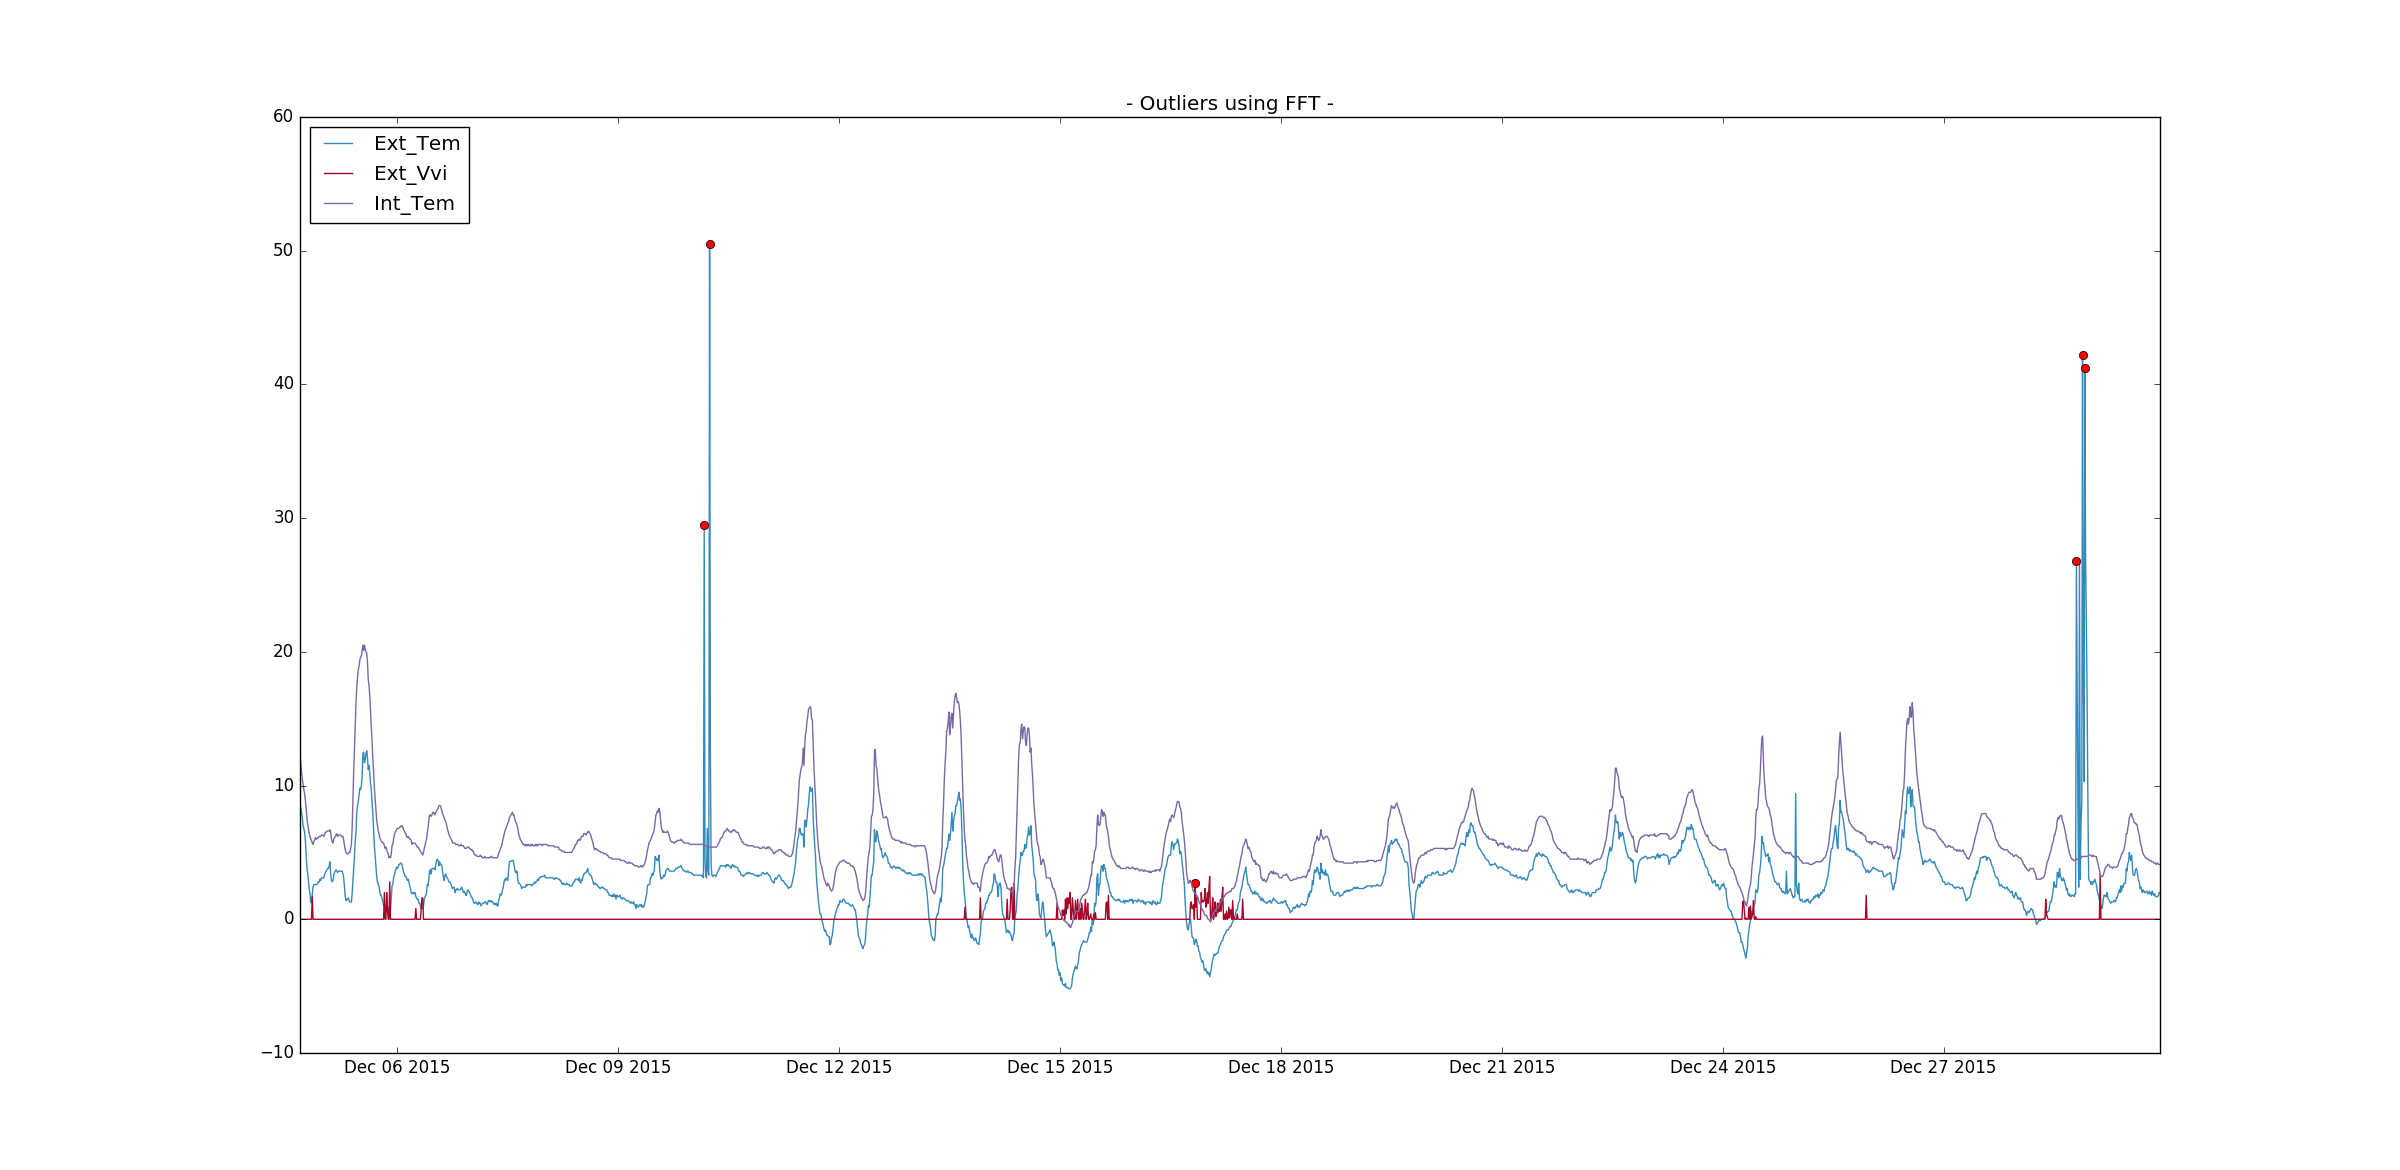 - Outliers using FFT -
60
50
40
30
20
10
0
−10
Ext_Tem
Ext_Vvi
Int_Tem
Dec 06 2015
Dec 09 2015
Dec 12 2015
Dec 15 2015
Dec 18 2015
Dec 21 2015
Dec 24 2015
Dec 27 2015